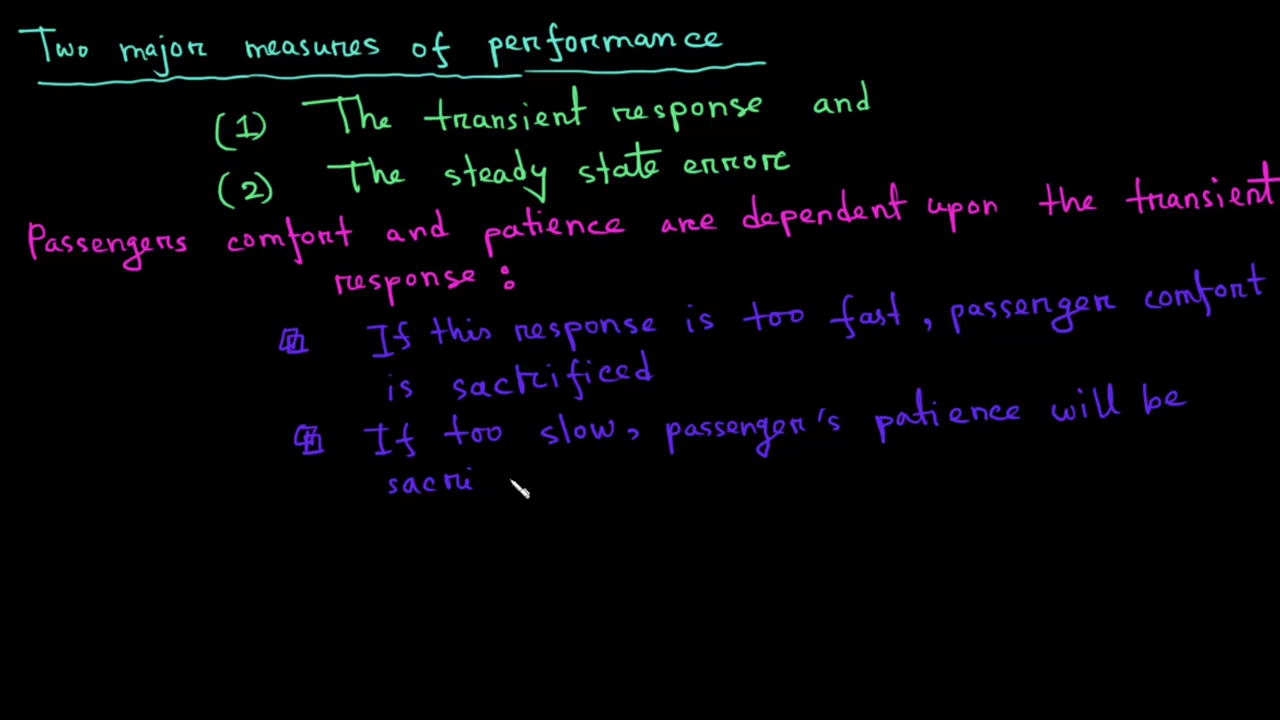 Two major measures of performance
(1) The transient response and
(2) The steady state error
Passengers comfort and patience are dependent upon the transient
response :
If this response is too fast, passenger comfort
is sacrificed
If too slow, passenger's patience will be
sacri